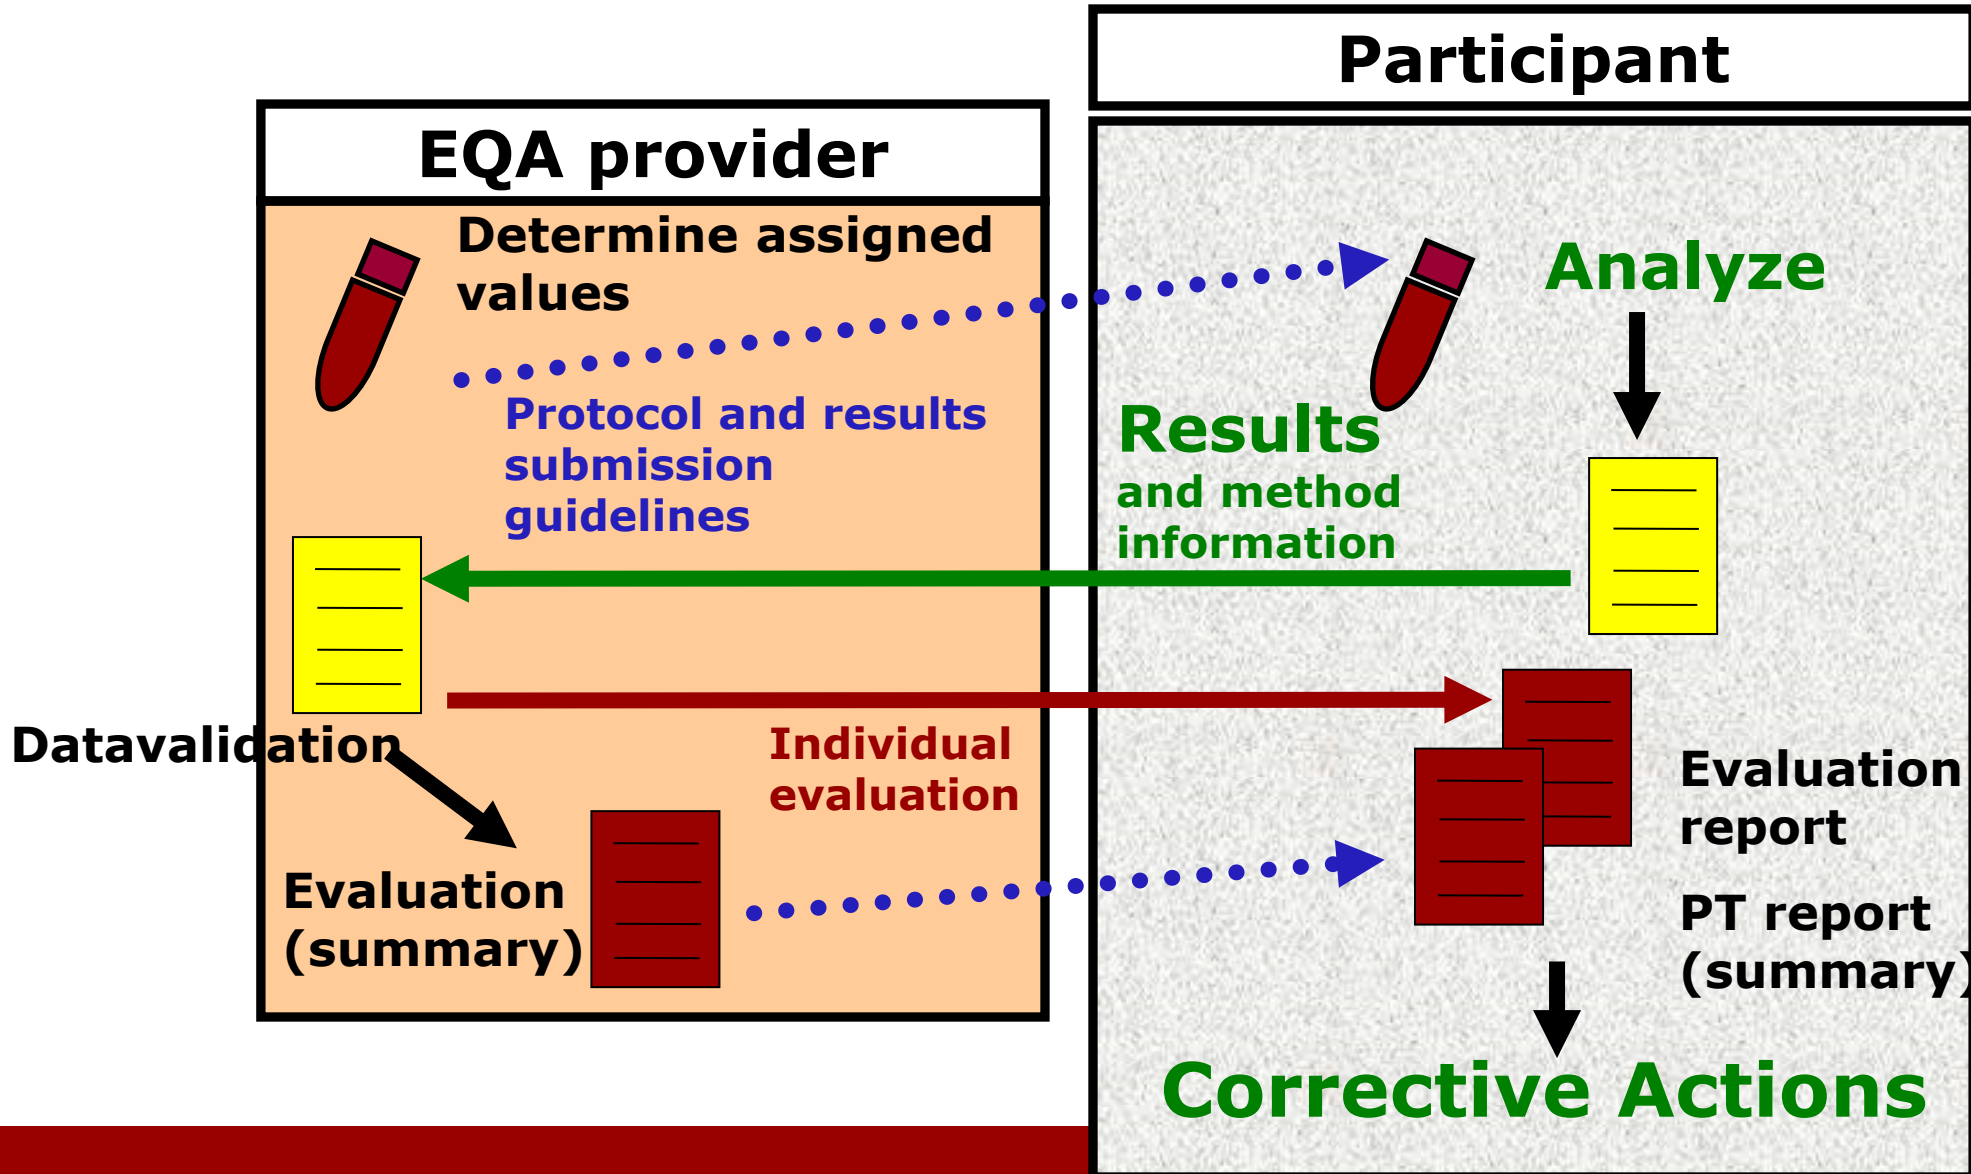 Participant
EQA provider
Determine assigned
values
Analyze
Protocol and results
submission
guidelines
Results
and method
information
Datavalidation
Individual
evaluation
Evaluation
report
Evaluation
(summary)
PT report
(summary)
Corrective Actions